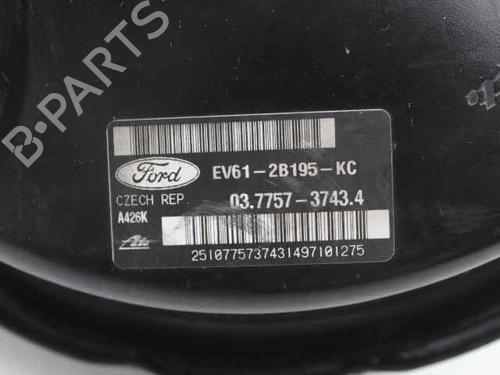 B-PARTS
Ford
EV61-2B195-KC
CZECH REP.
03.7757-3743.4
A426K
Ate
2510775737431497101275